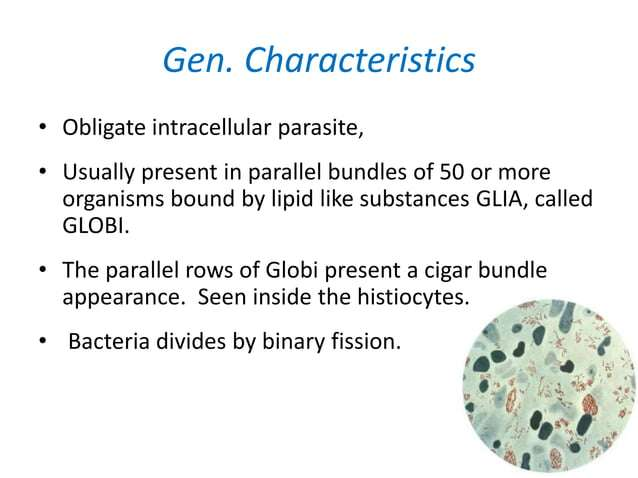 Gen. Characteristics
• Obligate intracellular parasite,
• Usually present in parallel bundles of 50 or more
organisms bound by lipid like substances GLIA, called
GLOBI.
• The parallel rows of Globi present a cigar bundle
appearance.  Seen inside the histiocytes.
• Bacteria divides by binary fission.